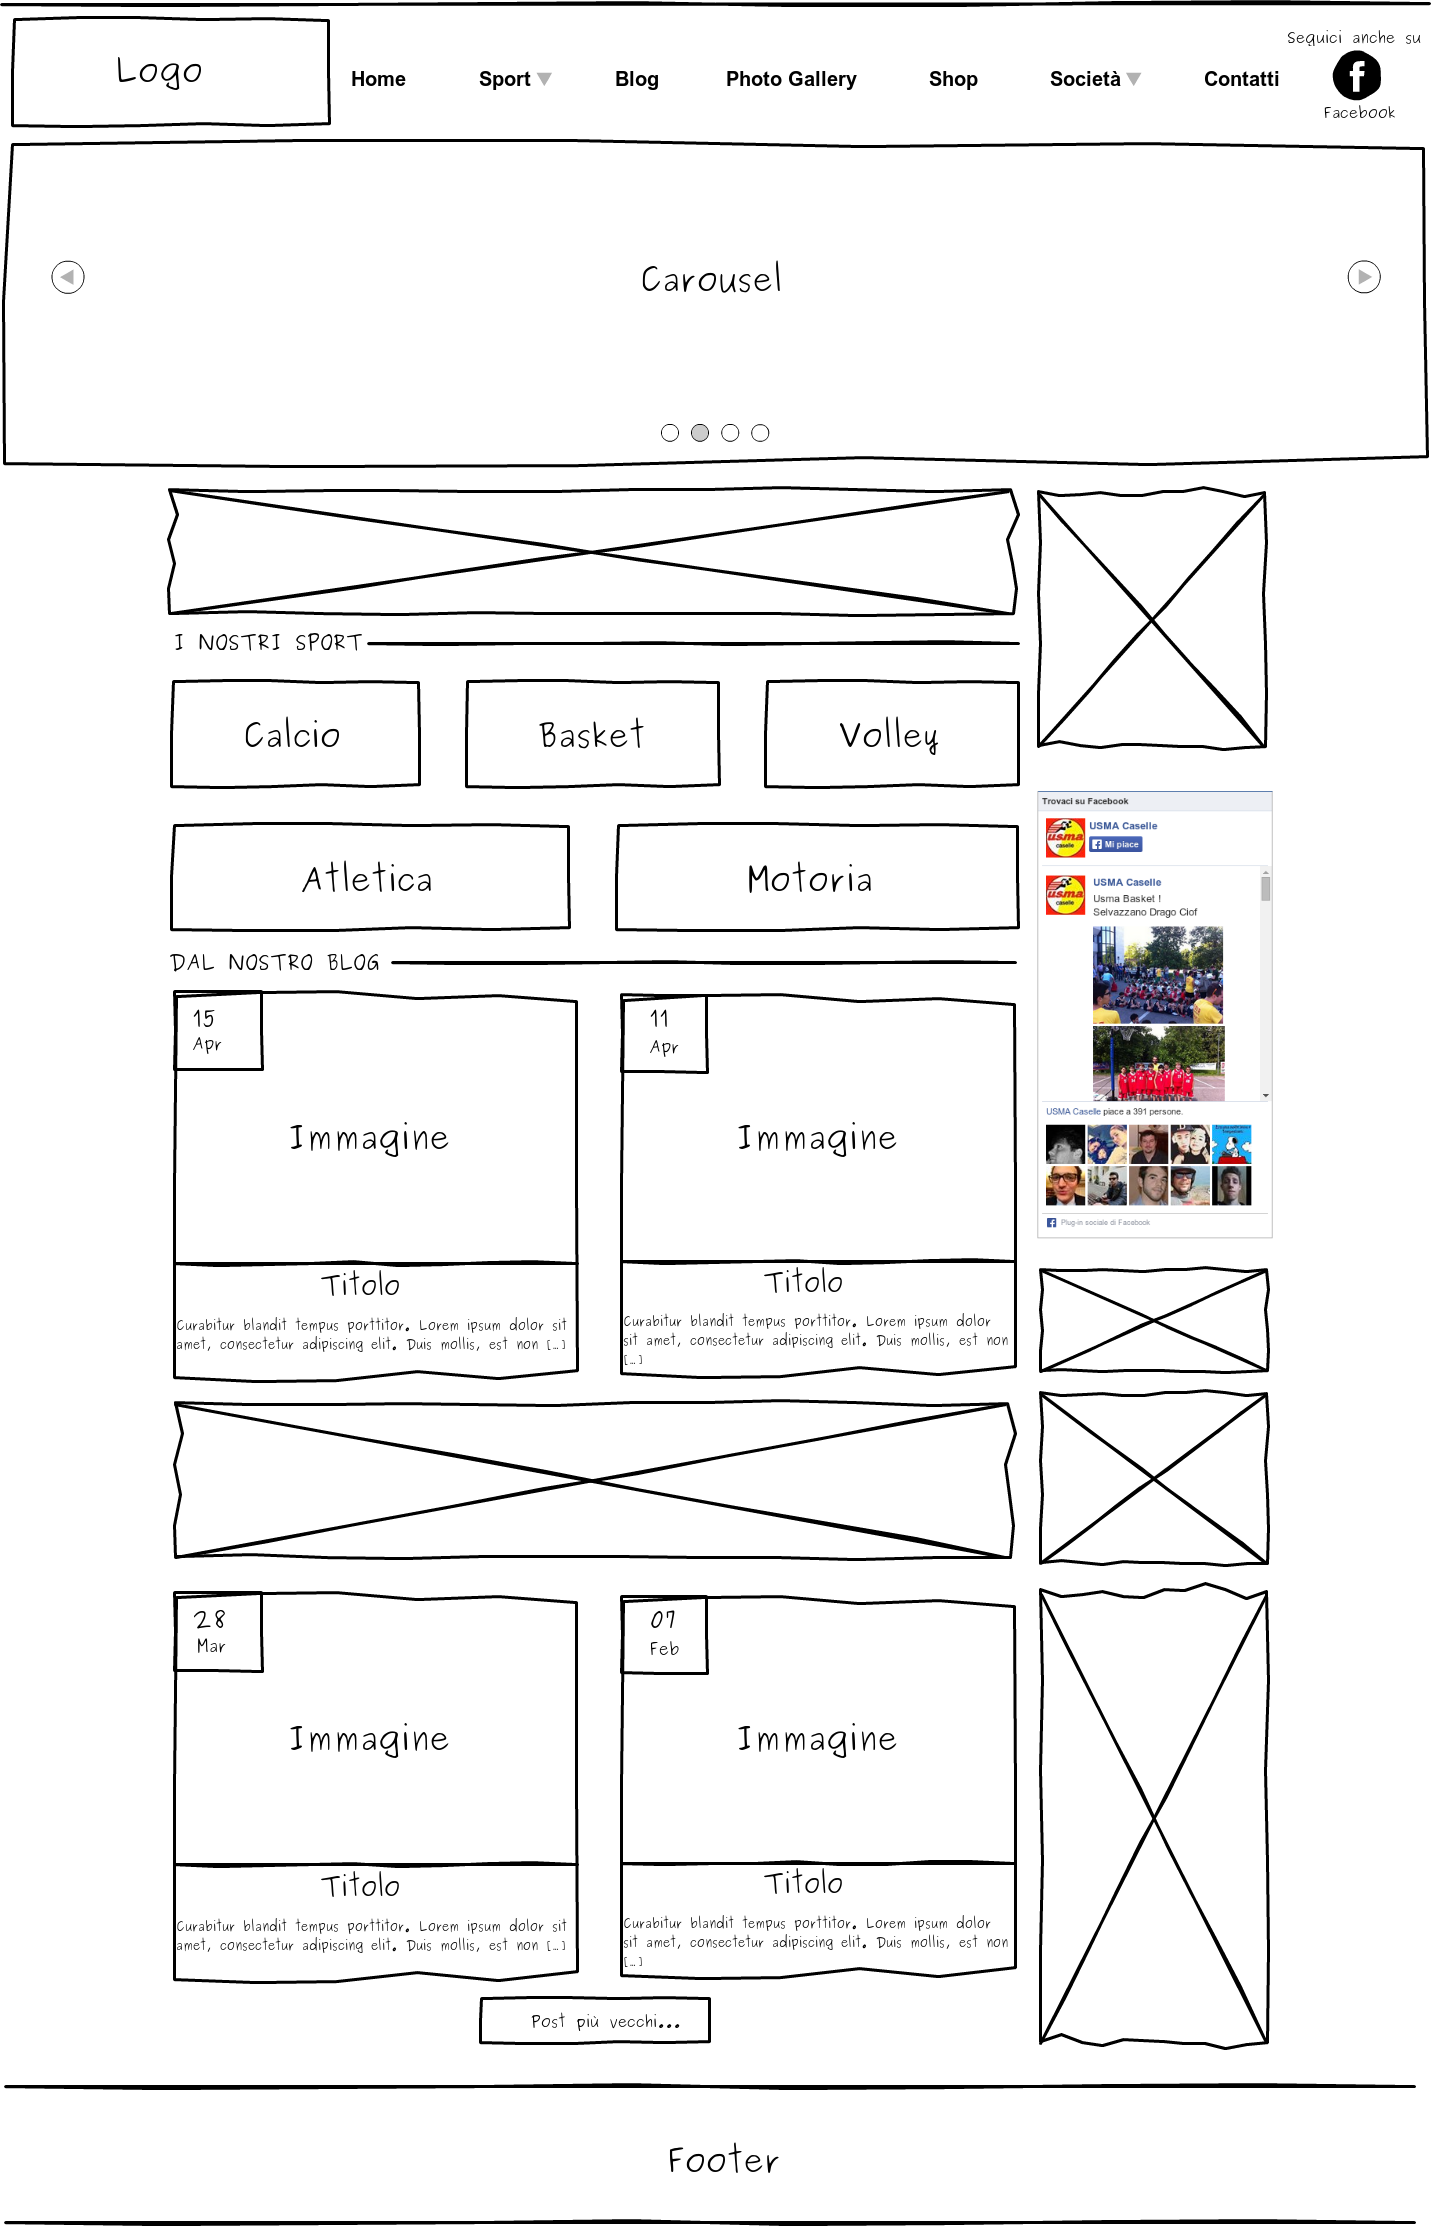 Logo
Home Sport Blog Photo Gallery Shop Società Contatti
Seguici anche su
Facebook
Carousel
I NOSTRI SPORT
Calcio Basket Volley
Atletica Motoria
DAL NOSTRO BLOG
15
Apr
Immagine
Titolo
Curabitur blandit tempus porttitor. Lorem ipsum dolor sit
amet, consectetur adipiscing elit. Duis mollis, est non [...]
11
Apr
Immagine
Titolo
Curabitur blandit tempus porttitor. Lorem ipsum dolor
sit amet, consectetur adipiscing elit. Duis mollis, est non
[...]
28
Mar
Immagine
Titolo
Curabitur blandit tempus porttitor. Lorem ipsum dolor sit
amet, consectetur adipiscing elit. Duis mollis, est non [...]
07
Feb
Immagine
Titolo
Curabitur blandit tempus porttitor. Lorem ipsum dolor
sit amet, consectetur adipiscing elit. Duis mollis, est non
[...]
Post più vecchi...
Trovaci su Facebook
usma
caselle
USMA Caselle
Mi piace
usma
caselle
USMA Caselle
Usma Basket !
Selvazzano Drago Ciof
USMA Caselle piace a 391 persone.
Plug-in sociale di Facebook
Footer